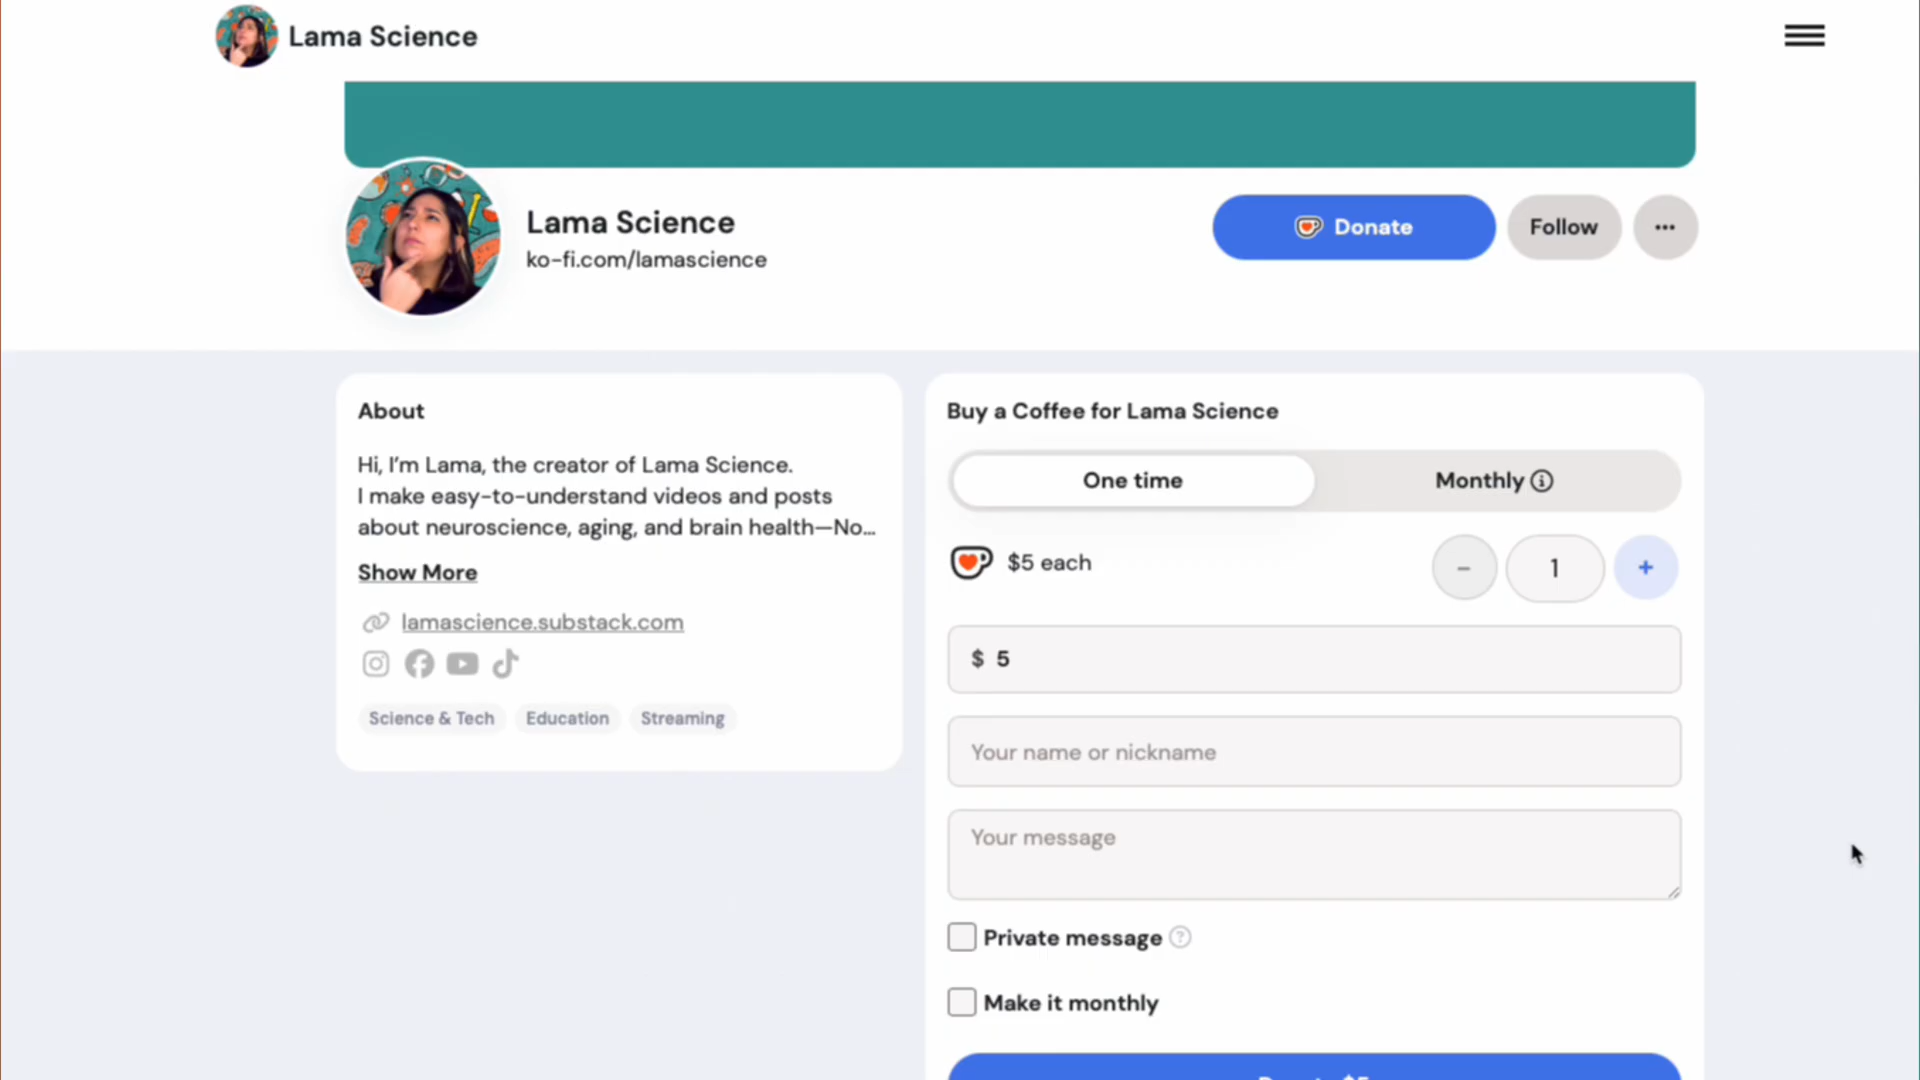 Lama Science
Lama Science
ko-fi.com/lamascience
Donate
Follow
About
Hi, I'm Lama, the creator of Lama Science.
I make easy-to-understand videos and posts
about neuroscience, aging, and brain health—No...
Show More
lamascience.substack.com
Science & Tech
Education
Streaming
Buy a Coffee for Lama Science
One time
Monthly
$5 each
1
$ 5
Your name or nickname
Your message
Private message
Make it monthly